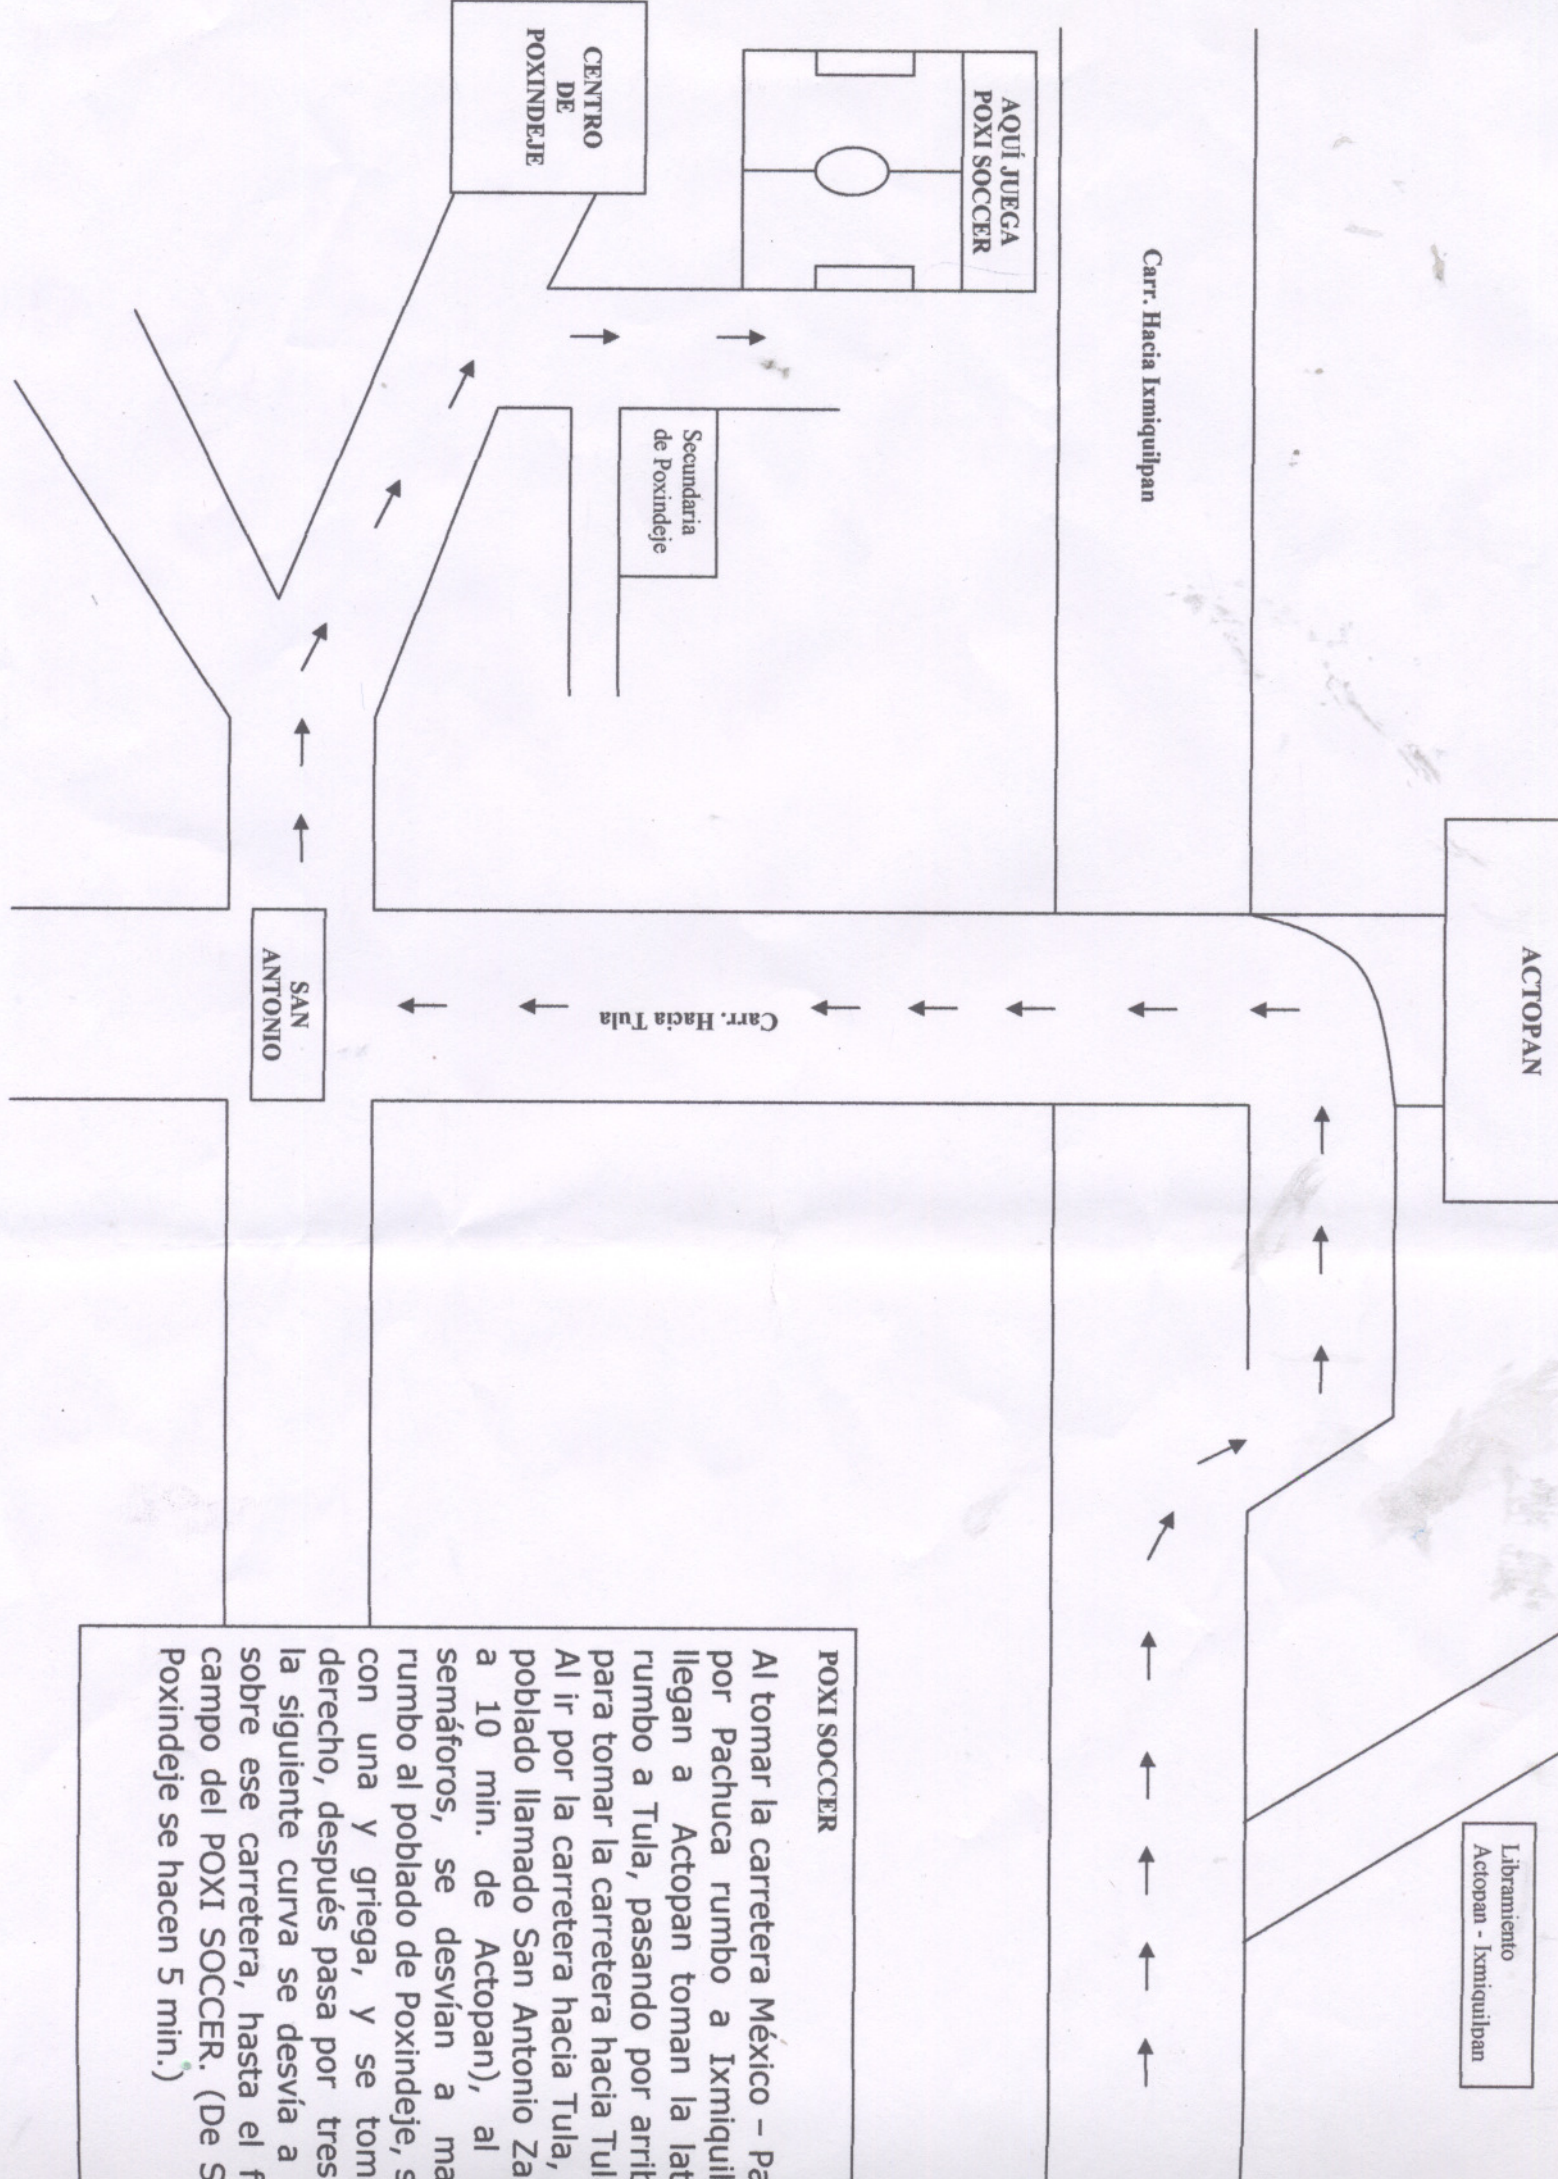 ACTOPAN
Libramiento
Actopan - Ixmiquilpan
Carr. Hacia Ixmiquilpan
AQUÍ JUEGA
POXI SOCCER
CENTRO
DE
POXINDEJE
Secundaria
de Poxindeje
Carr. Hacia Tula
SAN
ANTONIO
POXI SOCCER
Al tomar la carretera México – Pa
por Pachuca rumbo a Ixmiquil
llegan a Actopan toman la lat
rumbo a Tula, pasando por arrib
para tomar la carretera hacia Tul
Al ir por la carretera hacia Tula,
poblado llamado San Antonio Za
a 10 min. de Actopan), al
semáforos, se desvían a ma
rumbo al poblado de Poxindeje, s
con una y griega, y se tom
derecho, después pasa por tres
la siguiente curva se desvía a
sobre ese carretera, hasta el f
campo del POXI SOCCER. (De S
Poxindeje se hacen 5 min.)